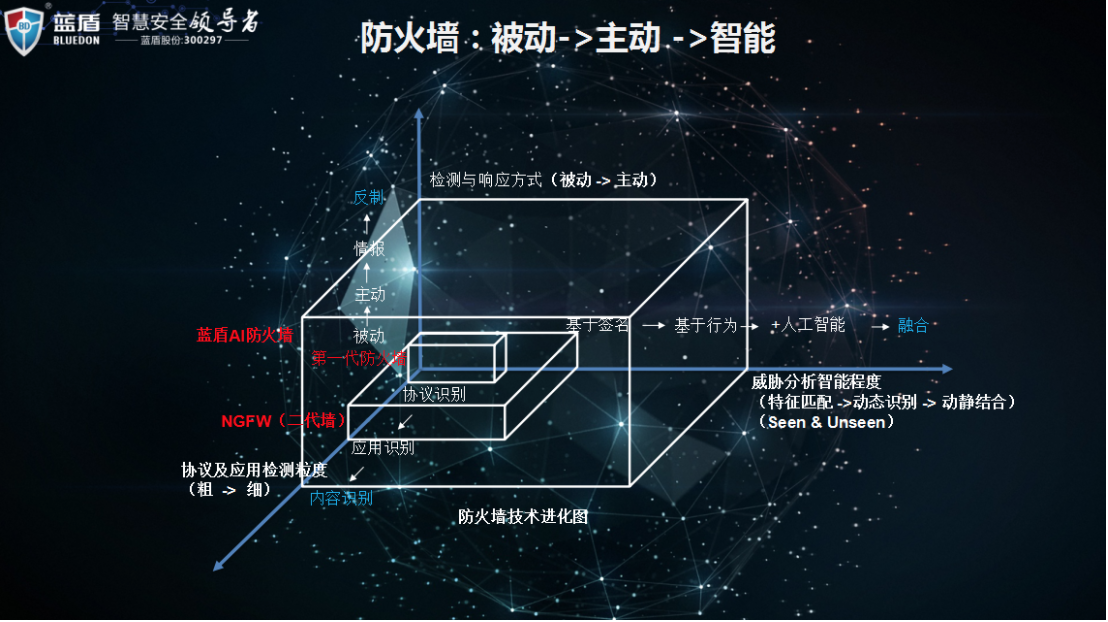 蓝盾
BLUEDON
智慧安全领导者
蓝盾股份:300297
防火墙：被动->主动 ->智能
检测与响应方式（被动 -> 主动）
反制
情报
主动
被动
蓝盾AI防火墙
第一代防火墙
基于签名
基于行为
+人工智能
融合
威胁分析智能程度
（特征匹配 ->动态识别 -> 动静结合）
（Seen & Unseen）
协议识别
NGFW（二代墙）
应用识别
协议及应用检测粒度
（粗 -> 细）
内容识别
防火墙技术进化图